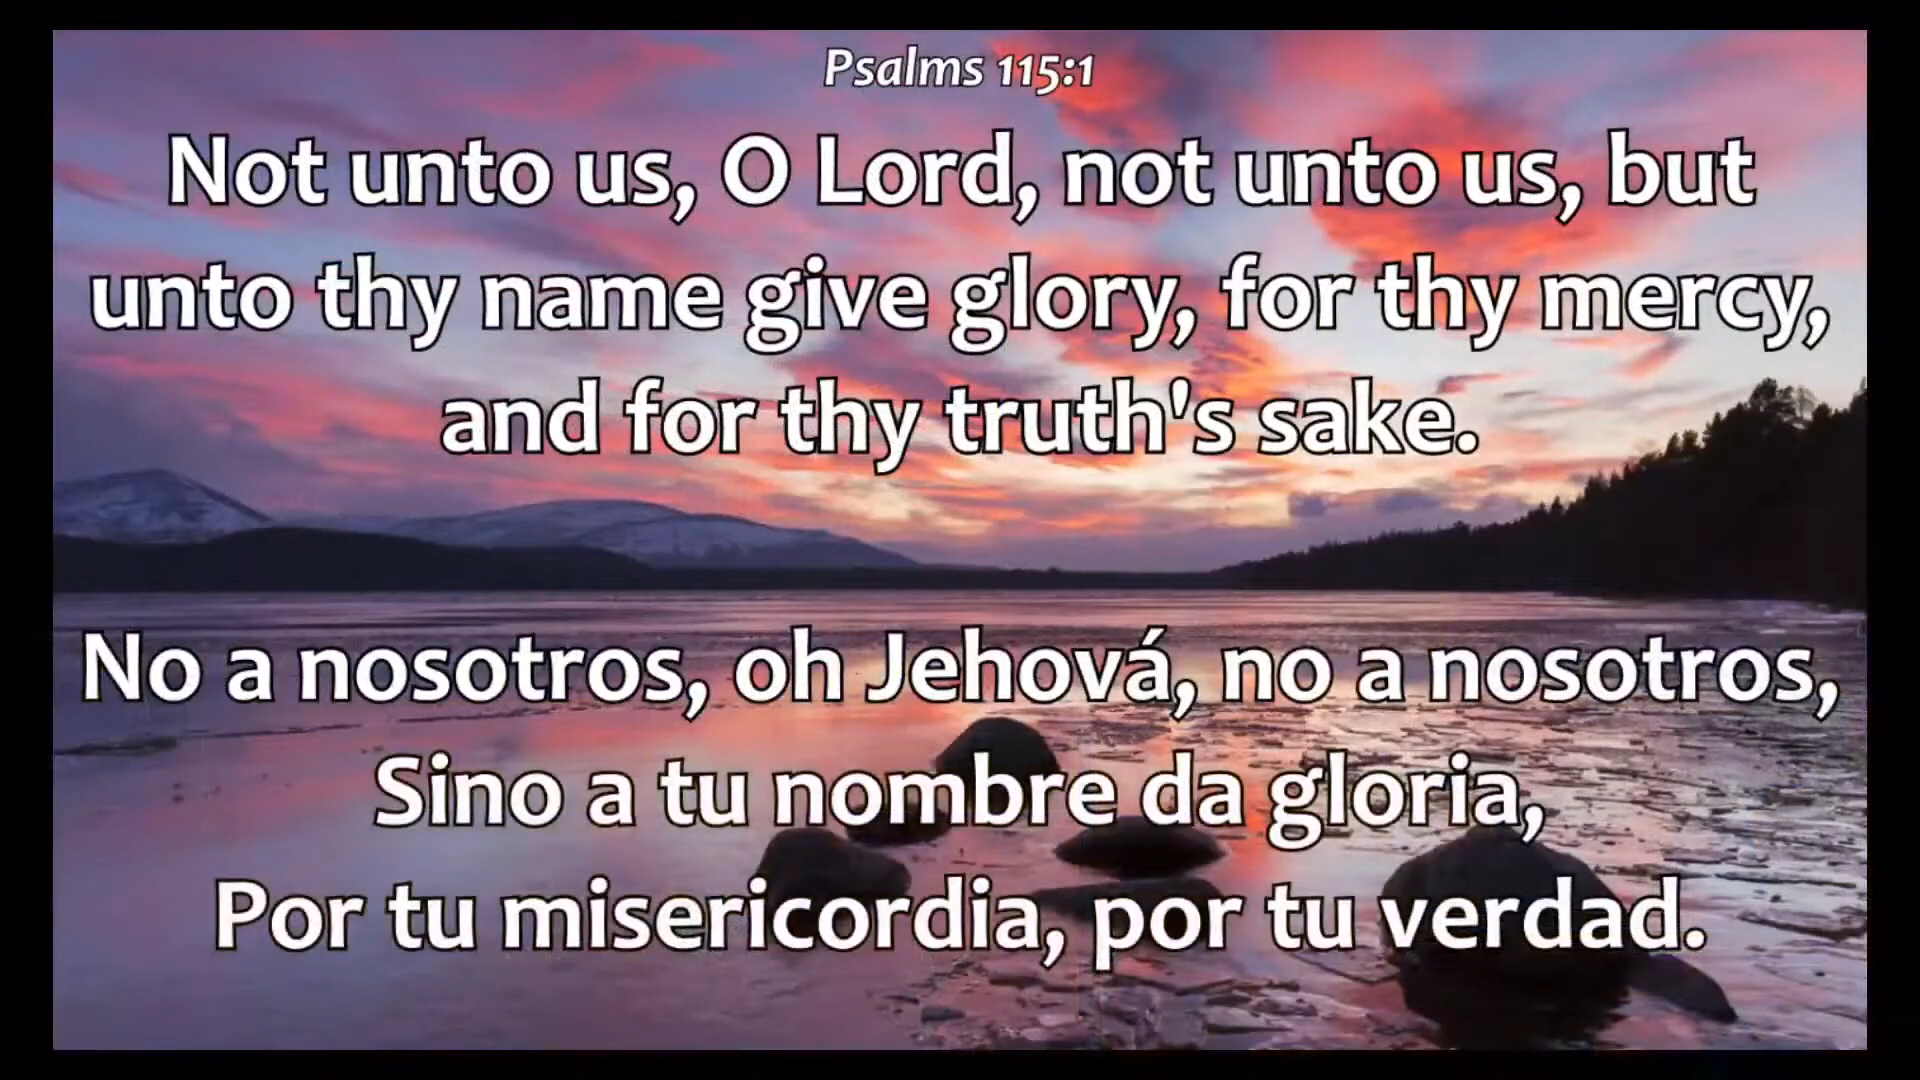 Psalms 115:1
Not unto us, O Lord, not unto us, but
unto thy name give glory, for thy mercy,
and for thy truth's sake.
No a nosotros, oh Jehová, no a nosotros,
Sino a tu nombre da gloria,
Por tu misericordia, por tu verdad.